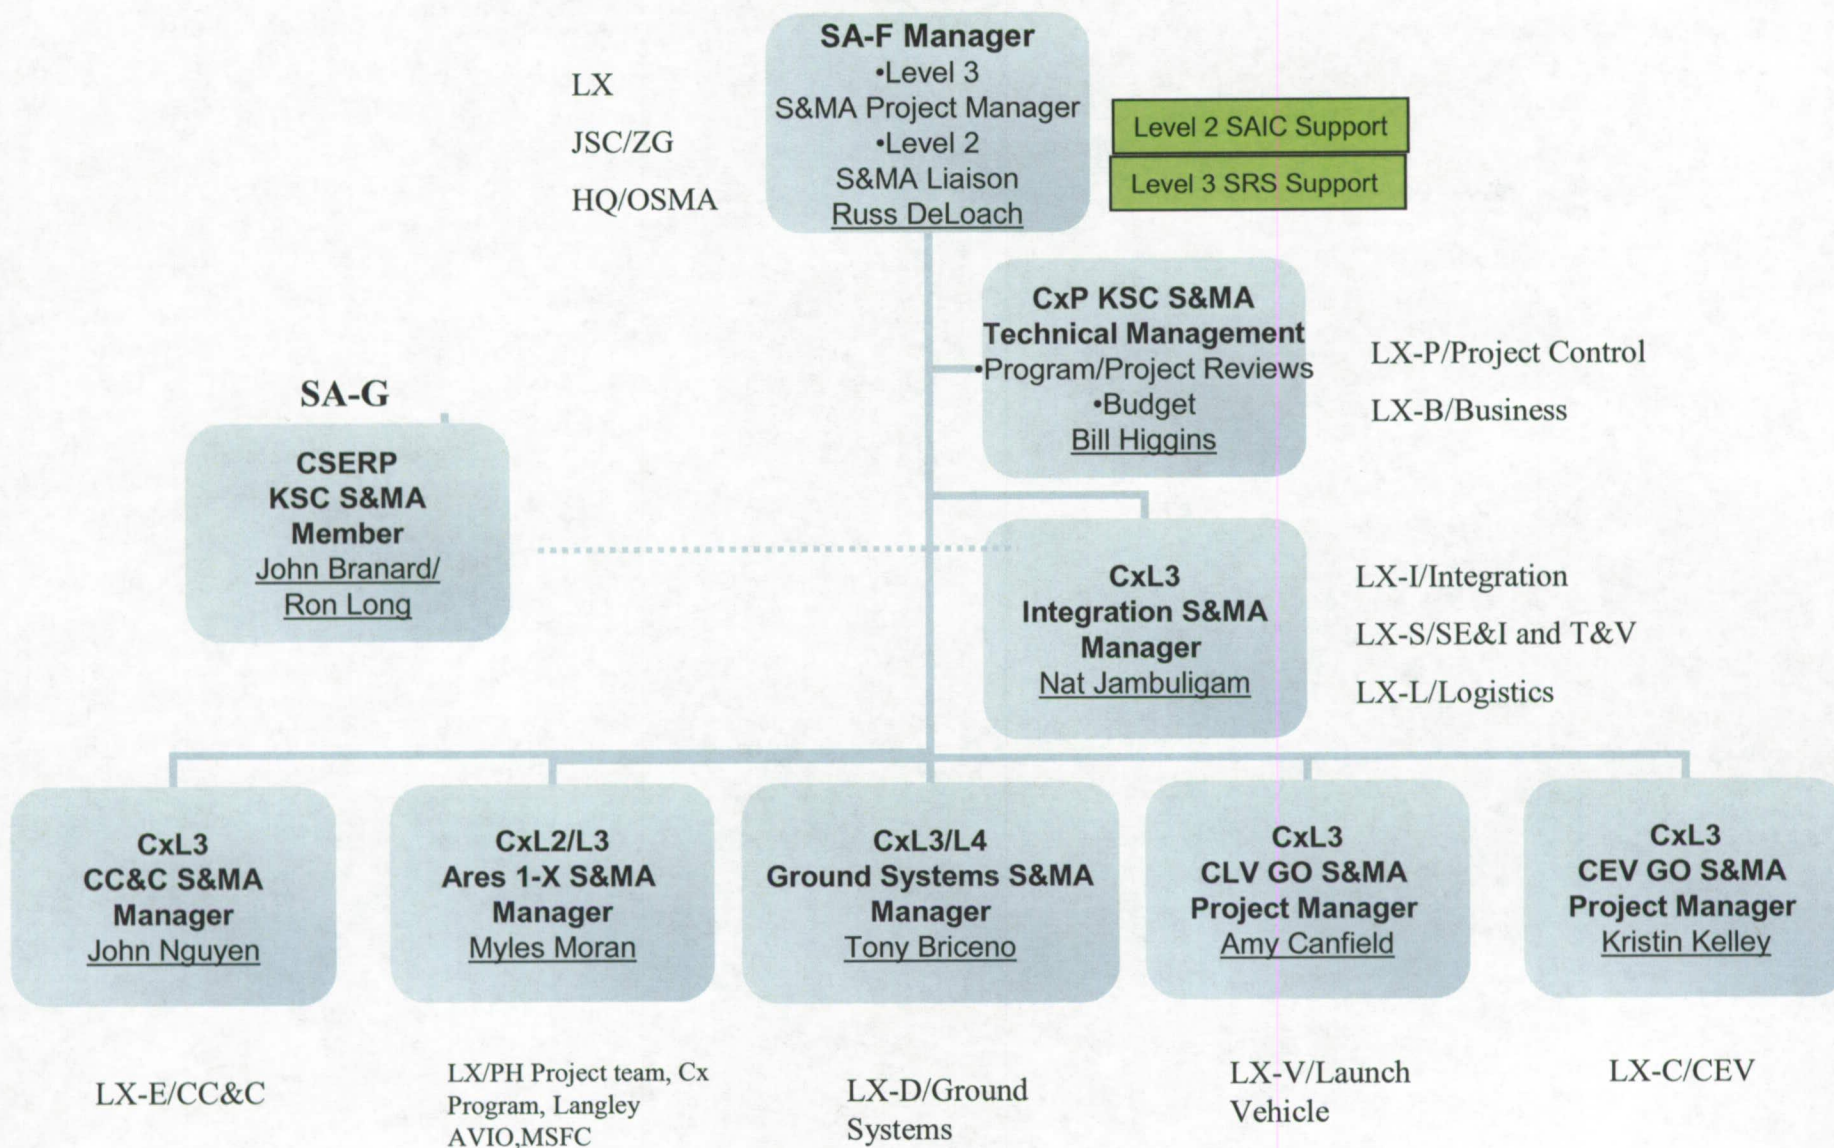 SA-F Manager
•Level 3
S&MA Project Manager
•Level 2
S&MA Liaison
Russ DeLoach
LX
JSC/ZG
HQ/OSMA
Level 2 SAIC Support
Level 3 SRS Support
CxP KSC S&MA
Technical Management
•Program/Project Reviews
•Budget
Bill Higgins
LX-P/Project Control
LX-B/Business
SA-G
CSERP
KSC S&MA
Member
John Branard/
Ron Long
CxL3
Integration S&MA
Manager
Nat Jambuligam
LX-I/Integration
LX-S/SE&I and T&V
LX-L/Logistics
CxL3
CC&C S&MA
Manager
John Nguyen
CxL2/L3
Ares 1-X S&MA
Manager
Myles Moran
CxL3/L4
Ground Systems S&MA
Manager
Tony Briceno
CxL3
CLV GO S&MA
Project Manager
Amy Canfield
CxL3
CEV GO S&MA
Project Manager
Kristin Kelley
LX-E/CC&C
LX/PH Project team, Cx
Program, Langley
AVIO,MSFC
LX-D/Ground
Systems
LX-V/Launch
Vehicle
LX-C/CEV